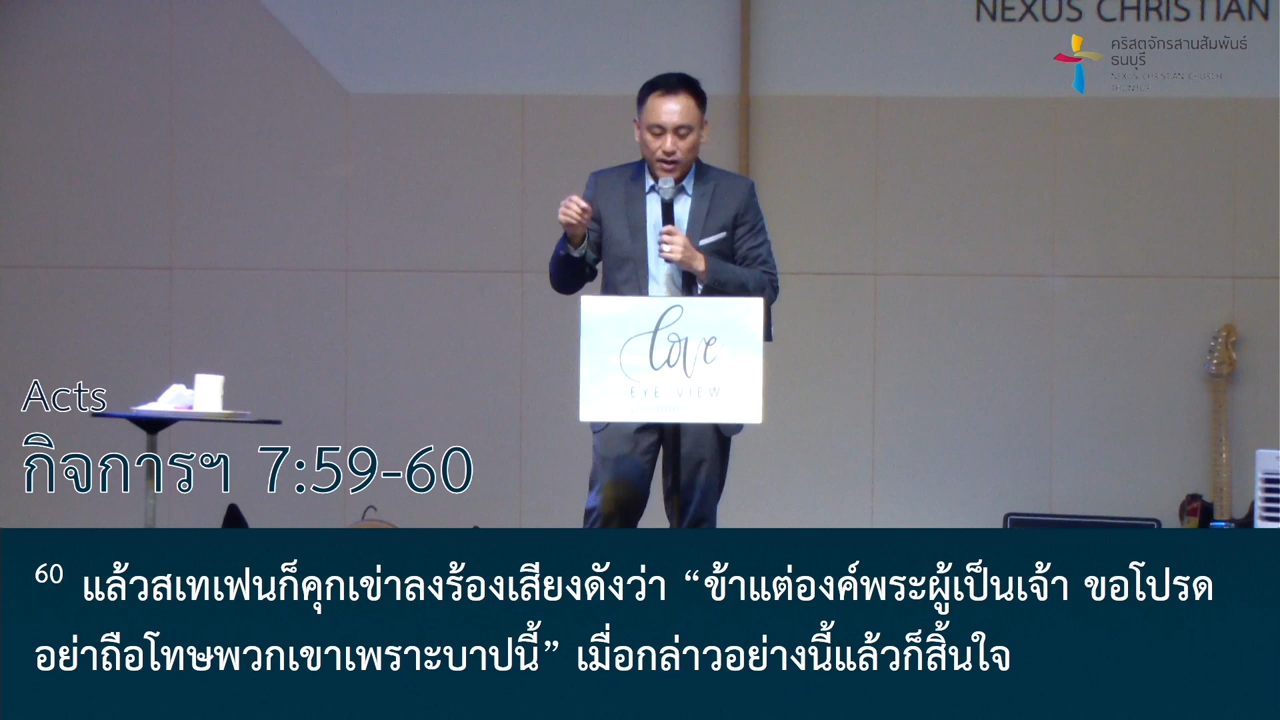 NEXUS CHRISTIAN
คริสตจักรสานสัมพันธ์
ธนบุรี
NEXUS CHRISTIAN CHURCH
THONBURI
love
EYE VIEW
Acts
กิจการฯ 7:59-60
60 แล้วสเทเฟนก็คุกเข่าลงร้องเสียงดังว่า “ข้าแต่องค์พระผู้เป็นเจ้า ขอโปรด
อย่าถือโทษพวกเขาเพราะบาปนี้” เมื่อกล่าวอย่างนี้แล้วก็สิ้นใจ